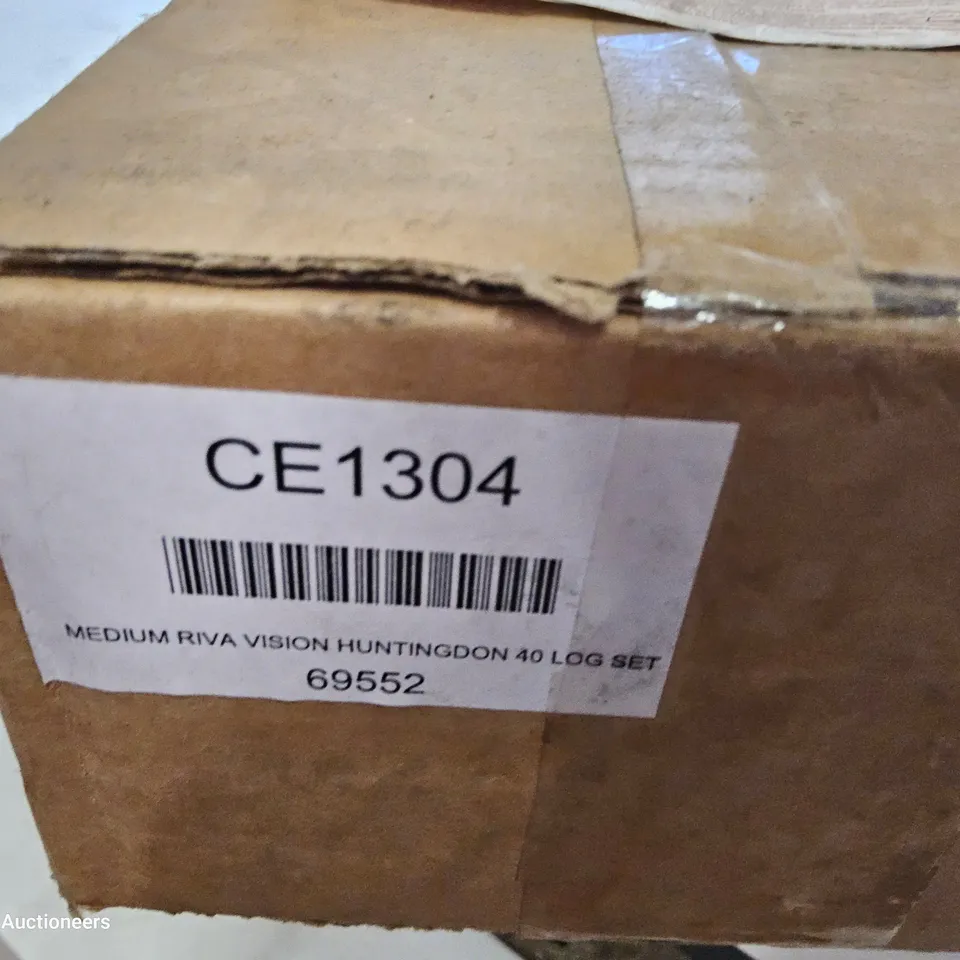 CE1304
MEDIUM RIVA VISION HUNTINGDON 40 LOG SET
69552
Auctioneers